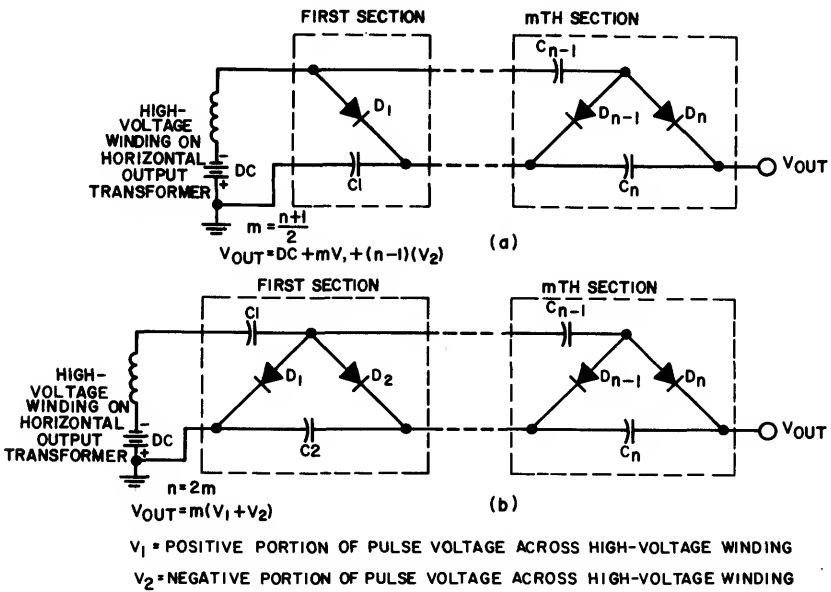 FIRST SECTION
mTH SECTION
Cn-1
D1
Dn-1
Dn
HIGH-
VOLTAGE
WINDING ON
HORIZONTAL
OUTPUT
TRANSFORMER
-
DC
+
C1
Cn
VOUT
m = n+1/2
(a)
VOUT=DC+mV,+(n-1)(V2)
FIRST SECTION
mTH SECTION
C1
Cn-1
D1
D2
Dn-1
Dn
HIGH-
VOLTAGE
WINDING ON
HORIZONTAL
OUTPUT
TRANSFORMER
-
DC
+
C2
Cn
VOUT
n=2m
(b)
VOUT=m(V1+V2)
V1=POSITIVE PORTION OF PULSE VOLTAGE ACROSS HIGH-VOLTAGE WINDING
V2=NEGATIVE PORTION OF PULSE VOLTAGE ACROSS HIGH-VOLTAGE WINDING